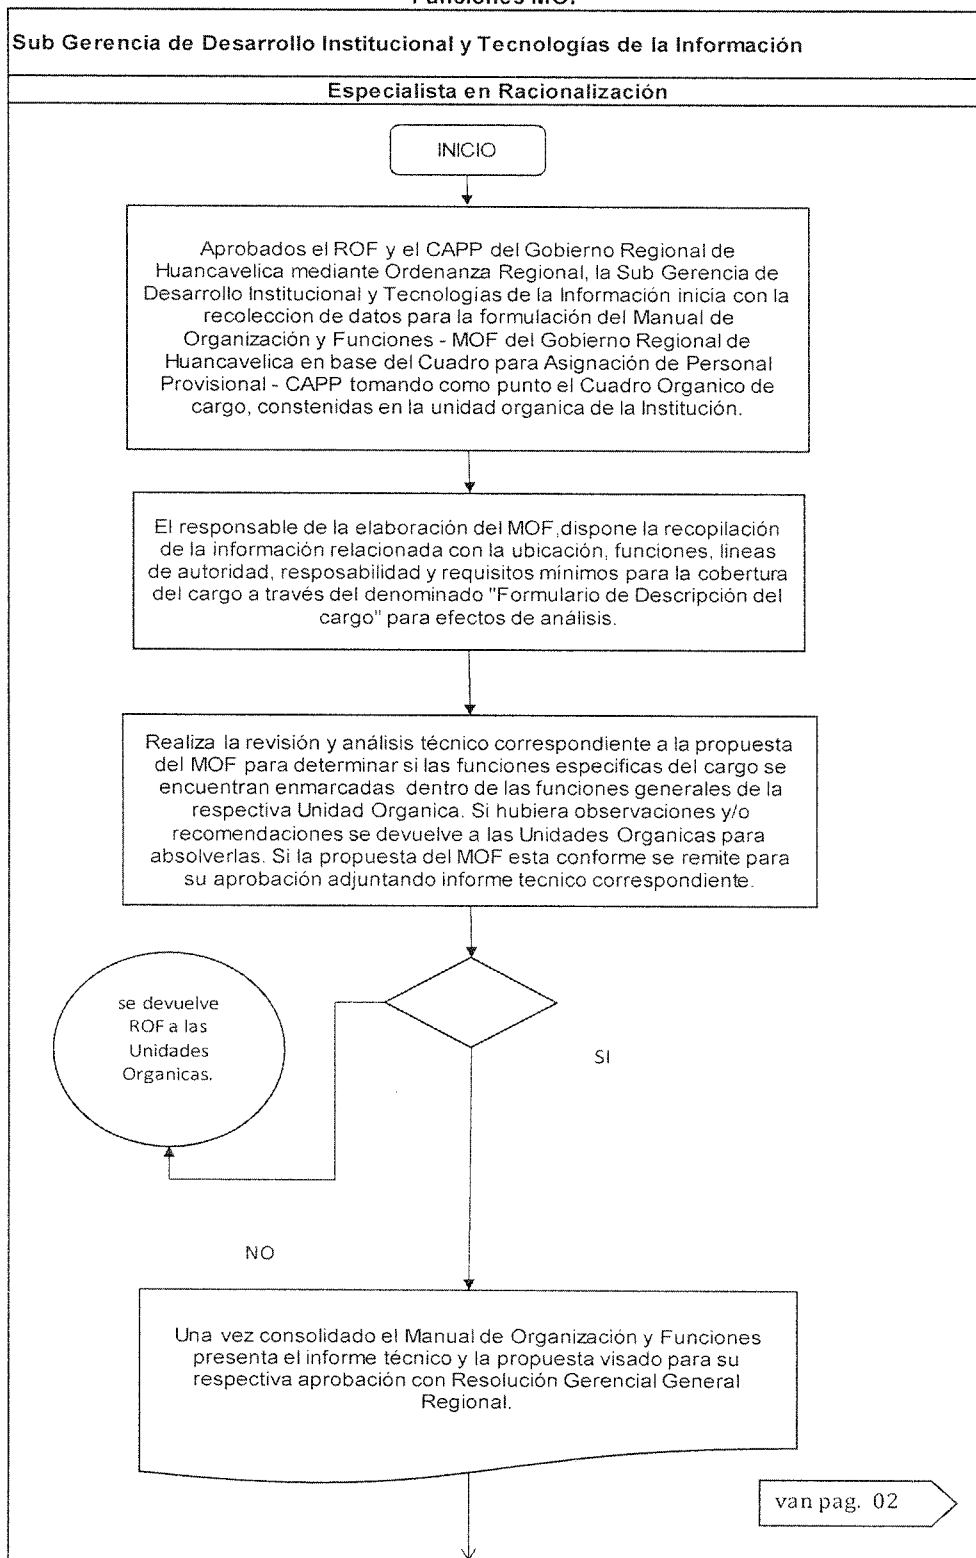 Funciones MOF
Sub Gerencia de Desarrollo Institucional y Tecnologías de la Información
Especialista en Racionalización
INICIO
Aprobados el ROF y el CAPP del Gobierno Regional de
Huancavelica mediante Ordenanza Regional, la Sub Gerencia de
Desarrollo Institucional y Tecnologías de la Información inicia con la
recoleccion de datos para la formulación del Manual de
Organización y Funciones - MOF del Gobierno Regional de
Huancavelica en base del Cuadro para Asignación de Personal
Provisional - CAPP tomando como punto el Cuadro Organico de
cargo, constenidas en la unidad organica de la Institución.
El responsable de la elaboración del MOF,dispone la recopilación
de la información relacionada con la ubicación, funciones, lineas
de autoridad, resposabilidad y requisitos mínimos para la cobertura
del cargo a través del denominado "Formulario de Descripción del
cargo" para efectos de análisis.
Realiza la revisión y análisis técnico correspondiente a la propuesta
del MOF para determinar si las funciones especificas del cargo se
encuentran enmarcadas dentro de las funciones generales de la
respectiva Unidad Organica. Si hubiera observaciones y/o
recomendaciones se devuelve a las Unidades Organicas para
absolverlas. Si la propuesta del MOF esta conforme se remite para
su aprobación adjuntando informe tecnico correspondiente.
se devuelve
ROF a las
Unidades
Organicas.
SI
NO
Una vez consolidado el Manual de Organización y Funciones
presenta el informe técnico y la propuesta visado para su
respectiva aprobación con Resolución Gerencial General
Regional.
van pag. 02